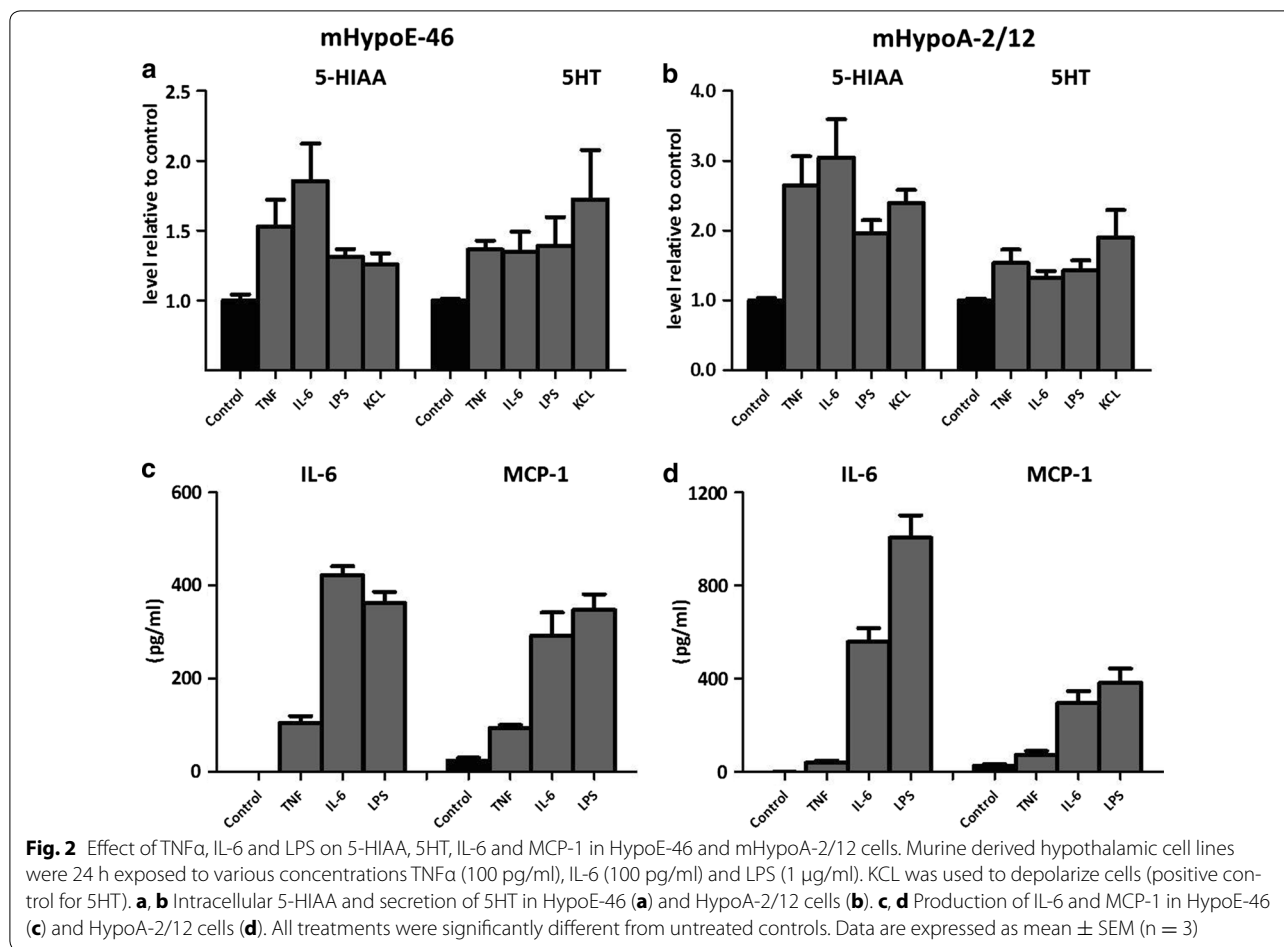 mHypoE-46
mHypoA-2/12
a
5-HIAA
5HT
level relative to control
2.5
2.0
1.5
1.0
Control
TNF
IL-6
LPS
KCL
Control
TNF
IL-6
LPS
KCL
b
5-HIAA
5HT
level relative to control
4.0
3.0
2.0
1.0
0.0
Control
TNF
IL-6
LPS
KCL
Control
TNF
IL-6
LPS
KCL
c
IL-6
MCP-1
(pg/ml)
600
400
200
0
Control
TNF
IL-6
LPS
Control
TNF
IL-6
LPS
d
IL-6
MCP-1
(pg/ml)
1200
800
400
0
Control
TNF
IL-6
LPS
Control
TNF
IL-6
LPS
Fig. 2 Effect of TNFα, IL-6 and LPS on 5-HIAA, 5HT, IL-6 and MCP-1 in HypoE-46 and mHypoA-2/12 cells. Murine derived hypothalamic cell lines
were 24 h exposed to various concentrations TNFα (100 pg/ml), IL-6 (100 pg/ml) and LPS (1 μg/ml). KCL was used to depolarize cells (positive con-
trol for 5HT). a, b Intracellular 5-HIAA and secretion of 5HT in HypoE-46 (a) and HypoA-2/12 cells (b). c, d Production of IL-6 and MCP-1 in HypoE-46
(c) and HypoA-2/12 cells (d). All treatments were significantly different from untreated controls. Data are expressed as mean ± SEM (n = 3)